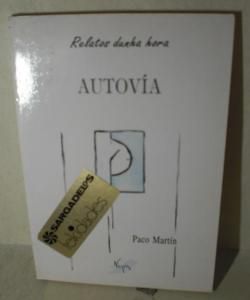 Relatos dunha hora
AUTOVÍA
SARGADELOS
Paco Martín